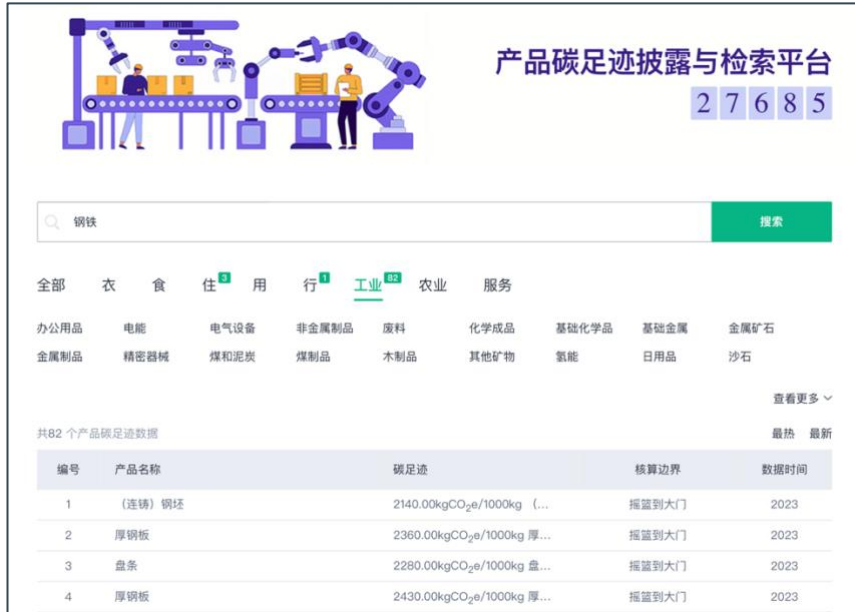 产品碳足迹披露与检索平台
27685
钢铁 搜索
全部 衣 食 住 3 用 行 1 工业 82 农业 服务
办公用品 电能 电气设备 非金属制品 废料 化学成品 基础化学品 基础金属 金属矿石
金属制品 精密器械 煤和泥炭 煤制品 木制品 其他矿物 氢能 日用品 沙石
查看更多
共82 个产品碳足迹数据 最热 最新
编号 产品名称 碳足迹 核算边界 数据时间
1 （连铸）钢坯 2140.00kgCO₂e/1000kg （... 摇篮到大门 2023
2 厚钢板 2360.00kgCO₂e/1000kg 厚... 摇篮到大门 2023
3 盘条 2280.00kgCO₂e/1000kg 盘... 摇篮到大门 2023
4 厚钢板 2430.00kgCO₂e/1000kg 厚... 摇篮到大门 2023